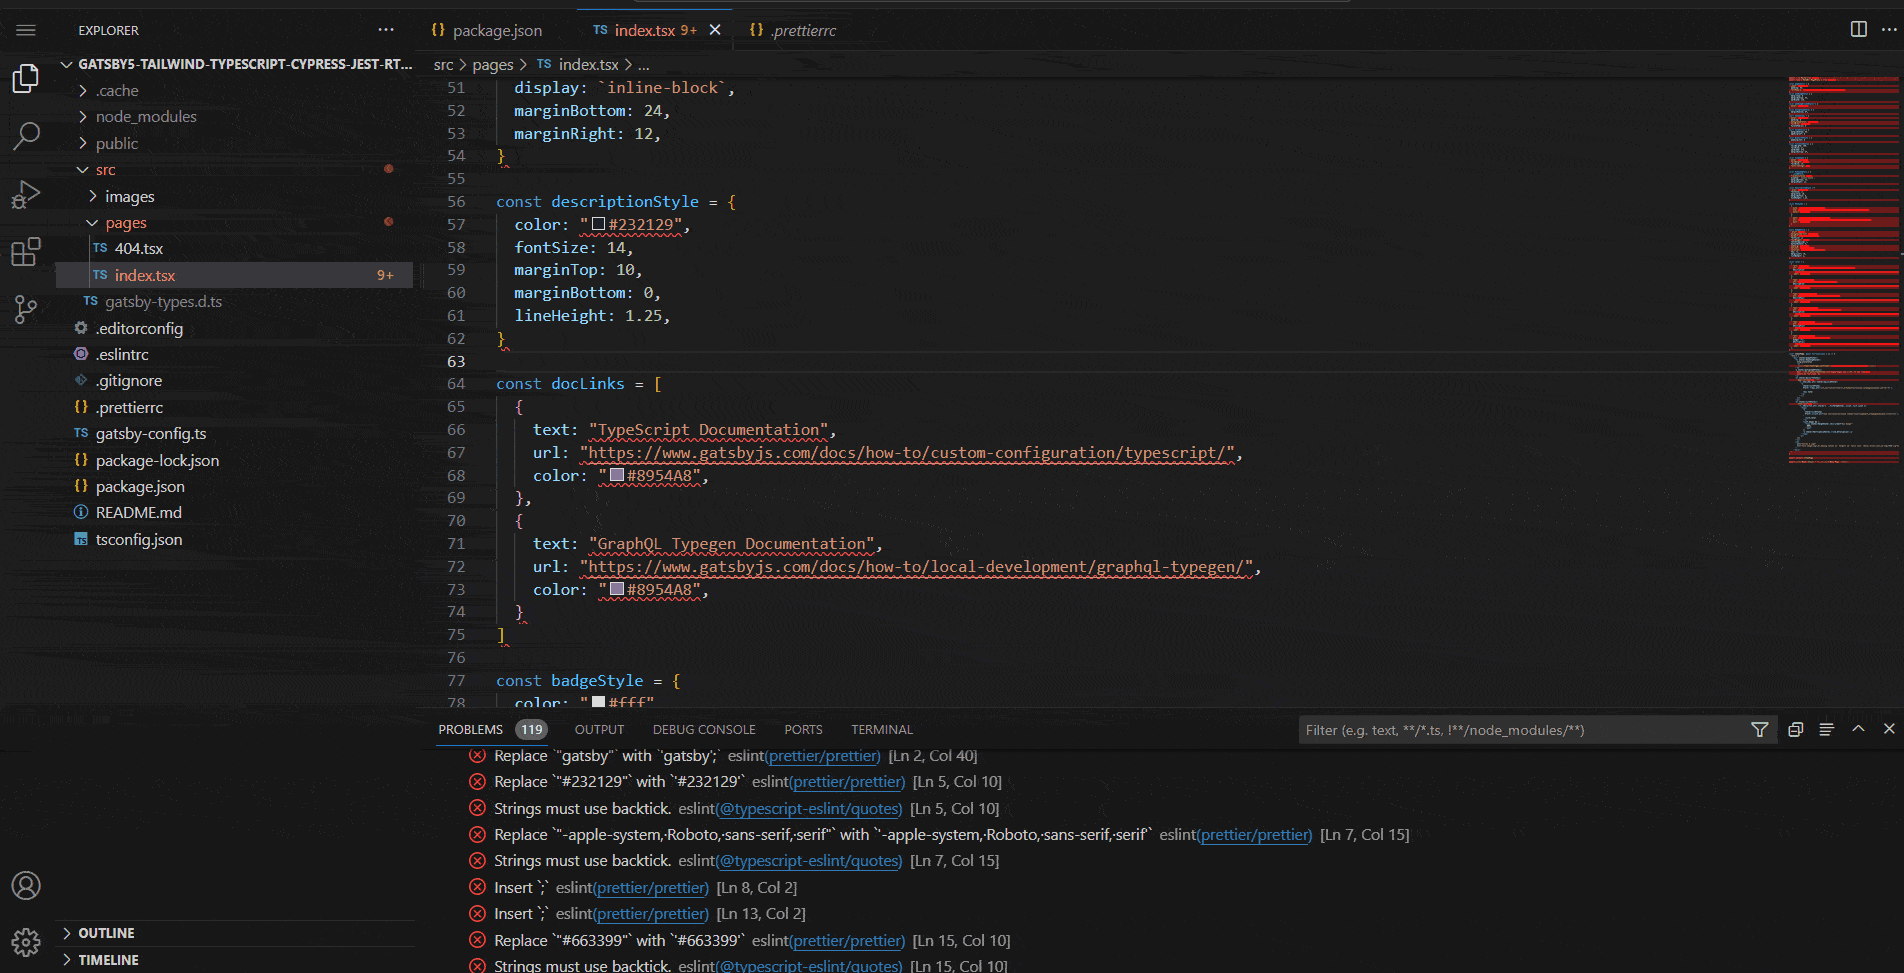 EXPLORER
GATSBY5-TAILWIND-TYPESCRIPT-CYPRESS-JEST-RT...
.cache
node_modules
public
src
images
pages
TS 404.tsx
TS index.tsx 9+
TS gatsby-types.d.ts
.editorconfig
.eslintrc
.gitignore
{} .prettierrc
TS gatsby-config.ts
{} package-lock.json
{} package.json
README.md
TS tsconfig.json
OUTLINE
TIMELINE
{} package.json TS index.tsx 9+ {} .prettierrc
src > pages > TS index.tsx > ...
51 display: `inline-block`,
52 marginBottom: 24,
53 marginRight: 12,
54 }
55
56 const descriptionStyle = {
57 color: "#232129",
58 fontSize: 14,
59 marginTop: 10,
60 marginBottom: 0,
61 lineHeight: 1.25,
62 }
63
64 const docLinks = [
65 {
66 text: "TypeScript Documentation",
67 url: "https://www.gatsbyjs.com/docs/how-to/custom-configuration/typescript/",
68 color: "#8954A8",
69 },
70 {
71 text: "GraphQL Typegen Documentation",
72 url: "https://www.gatsbyjs.com/docs/how-to/local-development/graphql-typegen/",
73 color: "#8954A8",
74 }
75 ]
76
77 const badgeStyle = {
78 color: "#fff"
PROBLEMS 119 OUTPUT DEBUG CONSOLE PORTS TERMINAL Filter (e.g. text, **/*.ts, !**/node_modules/**)
Replace `"gatsby"` with `'gatsby';` eslint(prettier/prettier) [Ln 2, Col 40]
Replace `"#232129"` with `'#232129'` eslint(prettier/prettier) [Ln 5, Col 10]
Strings must use backtick. eslint(@typescript-eslint/quotes) [Ln 5, Col 10]
Replace `"-apple-system,·Roboto,·sans-serif,·serif"` with `'-apple-system,·Roboto,·sans-serif,·serif'` eslint(prettier/prettier) [Ln 7, Col 15]
Strings must use backtick. eslint(@typescript-eslint/quotes) [Ln 7, Col 15]
Insert `;` eslint(prettier/prettier) [Ln 8, Col 2]
Insert `;` eslint(prettier/prettier) [Ln 13, Col 2]
Replace `"#663399"` with `'#663399'` eslint(prettier/prettier) [Ln 15, Col 10]
Strings must use backtick. eslint(@typescript-eslint/quotes) [Ln 15, Col 10]